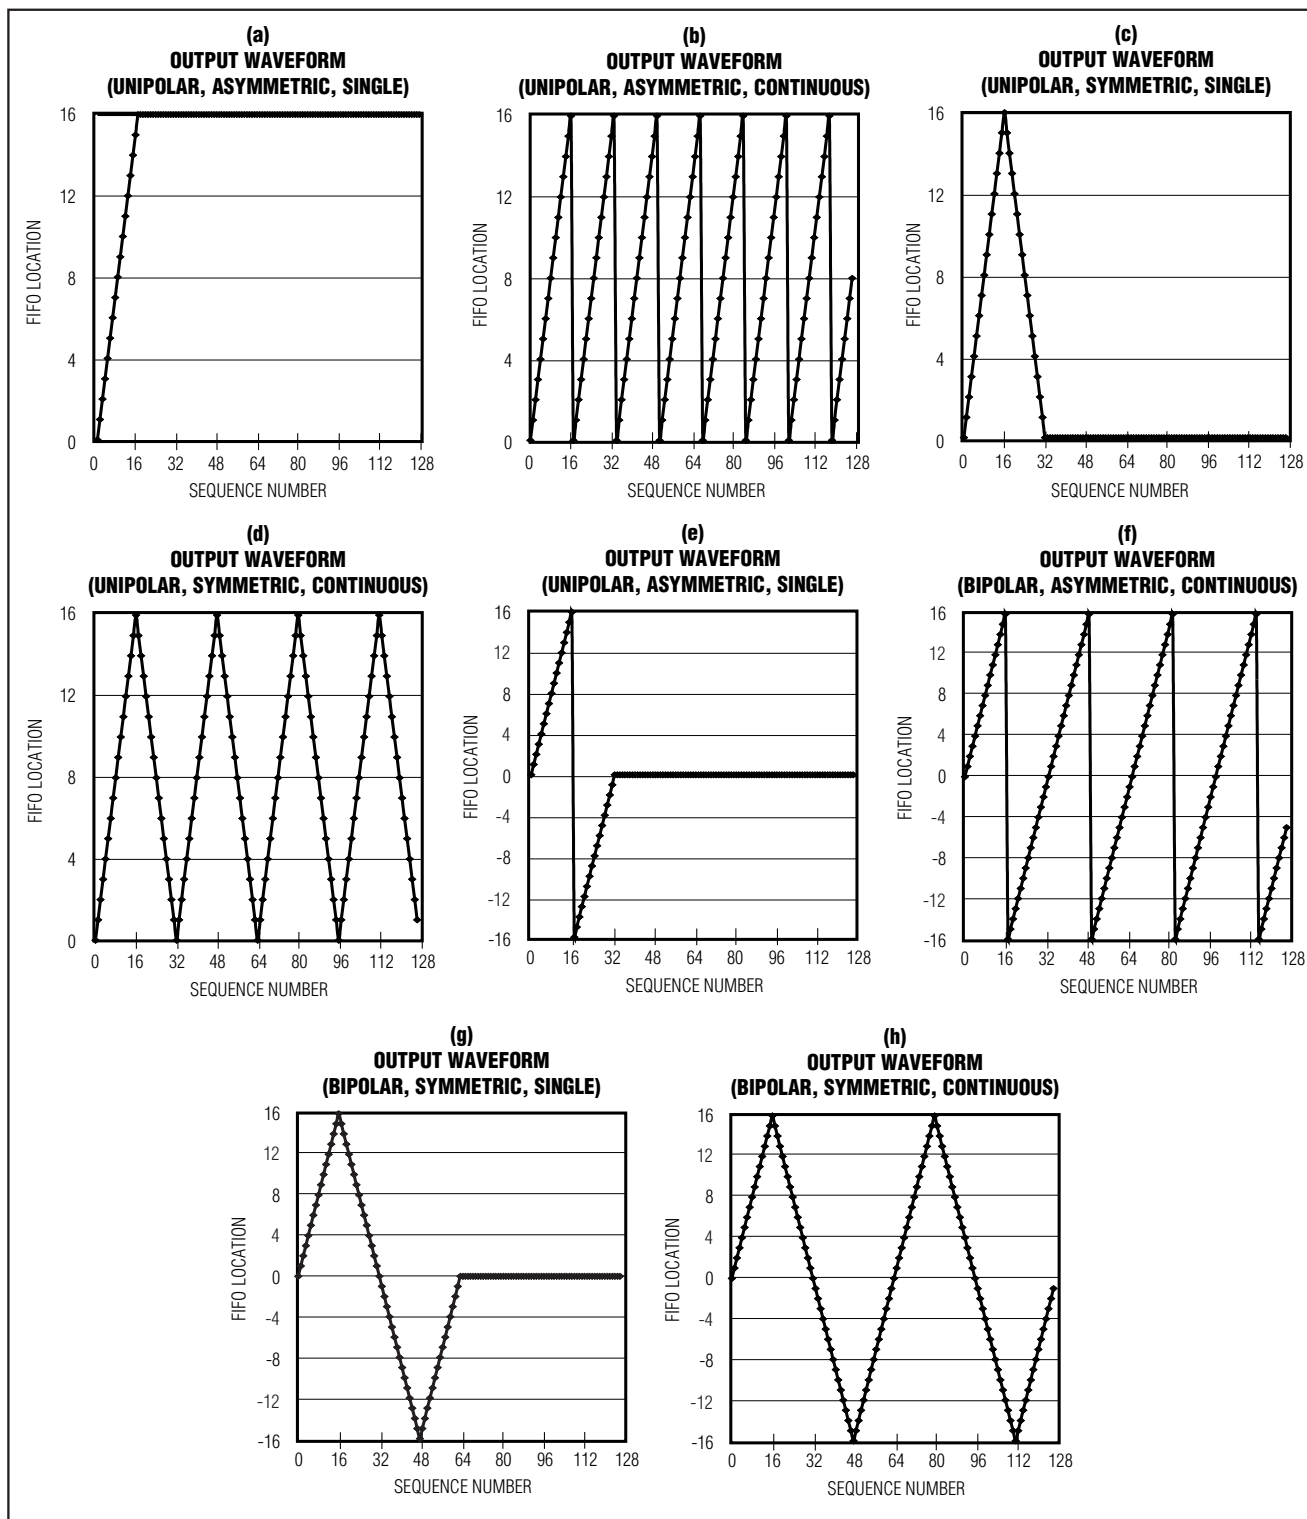 (a)
OUTPUT WAVEFORM
(UNIPOLAR, ASYMMETRIC, SINGLE)
16
12
8
4
0
FIFO LOCATION
0 16 32 48 64 80 96 112 128
SEQUENCE NUMBER
(b)
OUTPUT WAVEFORM
(UNIPOLAR, ASYMMETRIC, CONTINUOUS)
16
12
8
4
0
FIFO LOCATION
0 16 32 48 64 80 96 112 128
SEQUENCE NUMBER
(c)
OUTPUT WAVEFORM
(UNIPOLAR, SYMMETRIC, SINGLE)
16
12
8
4
0
FIFO LOCATION
0 16 32 48 64 80 96 112 128
SEQUENCE NUMBER
(d)
OUTPUT WAVEFORM
(UNIPOLAR, SYMMETRIC, CONTINUOUS)
16
12
8
4
0
FIFO LOCATION
0 16 32 48 64 80 96 112 128
SEQUENCE NUMBER
(e)
OUTPUT WAVEFORM
(UNIPOLAR, ASYMMETRIC, SINGLE)
16
12
8
4
0
-4
-8
-12
-16
FIFO LOCATION
0 16 32 48 64 80 96 112 128
SEQUENCE NUMBER
(f)
OUTPUT WAVEFORM
(BIPOLAR, ASYMMETRIC, CONTINUOUS)
16
12
8
4
0
-4
-8
-12
-16
FIFO LOCATION
0 16 32 48 64 80 96 112 128
SEQUENCE NUMBER
(g)
OUTPUT WAVEFORM
(BIPOLAR, SYMMETRIC, SINGLE)
16
12
8
4
0
-4
-8
-12
-16
FIFO LOCATION
0 16 32 48 64 80 96 112 128
SEQUENCE NUMBER
(h)
OUTPUT WAVEFORM
(BIPOLAR, SYMMETRIC, CONTINUOUS)
16
12
8
4
0
-4
-8
-12
-16
FIFO LOCATION
0 16 32 48 64 80 96 112 128
SEQUENCE NUMBER